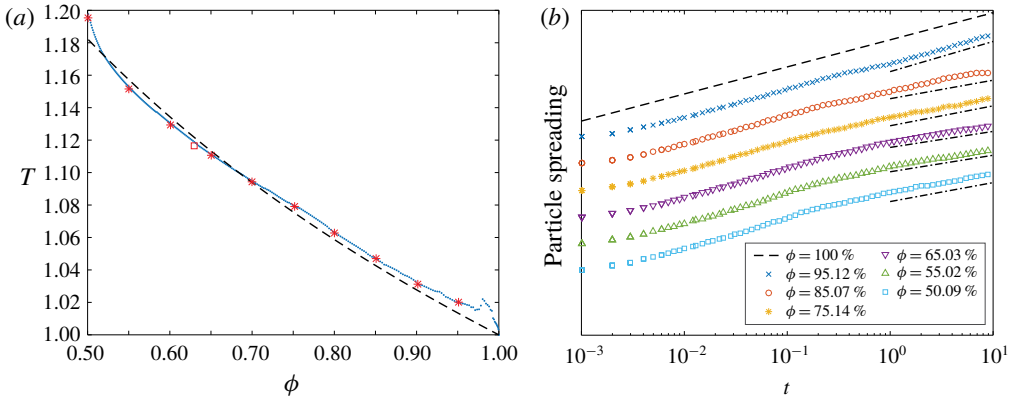 (a)
1.20
1.18
1.16
1.14
T 1.12
1.10
1.08
1.06
1.04
1.02
1.00
0.50 0.60 0.70 0.80 0.90 1.00
ϕ
(b)
Particle spreading
ϕ = 100 %
ϕ = 95.12 %
ϕ = 85.07 %
ϕ = 75.14 %
ϕ = 65.03 %
ϕ = 55.02 %
ϕ = 50.09 %
10⁻³ 10⁻² 10⁻¹ 10⁰ 10¹
t